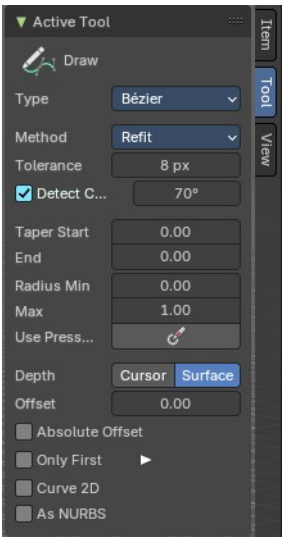 Active Tool
Draw
Type Bézier
Method Refit
Tolerance 8 px
Detect C... 70°
Taper Start 0.00
End 0.00
Radius Min 0.00
Max 1.00
Use Press...
Depth Cursor Surface
Offset 0.00
Absolute Offset
Only First
Curve 2D
As NURBS
Item
Tool
View